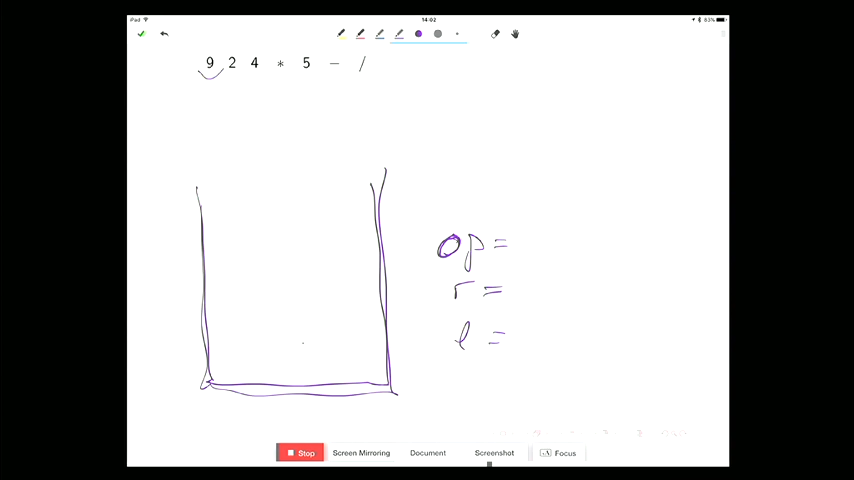 iPad 14:02 83%
9 2 4 * 5 − /
op =
r =
l =
Stop Screen Mirroring Document Screenshot Focus